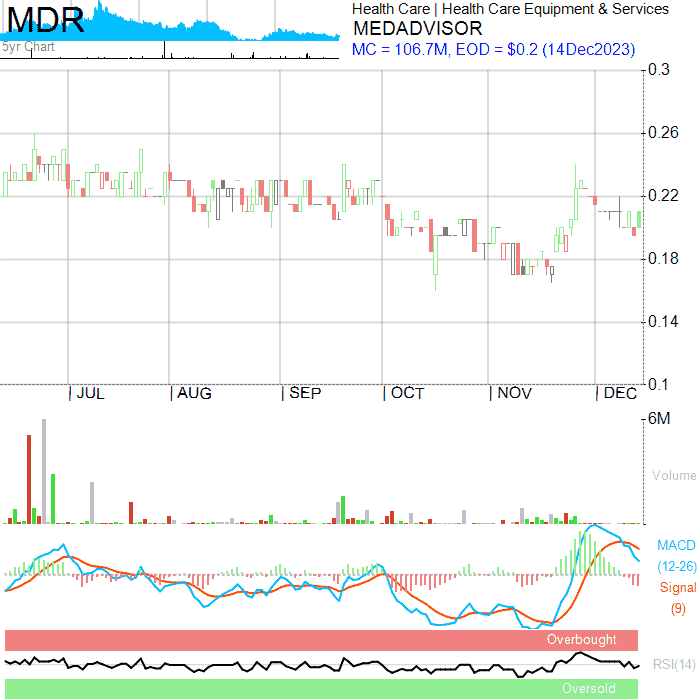 MDR
5yr Chart
Health Care | Health Care Equipment & Services
MEDADVISOR
MC = 106.7M, EOD = $0.2 (14Dec2023)
0.3
0.26
0.22
0.18
0.14
0.1
JUL AUG SEP OCT NOV DEC
6M
Volume
MACD
(12-26)
Signal
(9)
Overbought
RSI(14)
Oversold